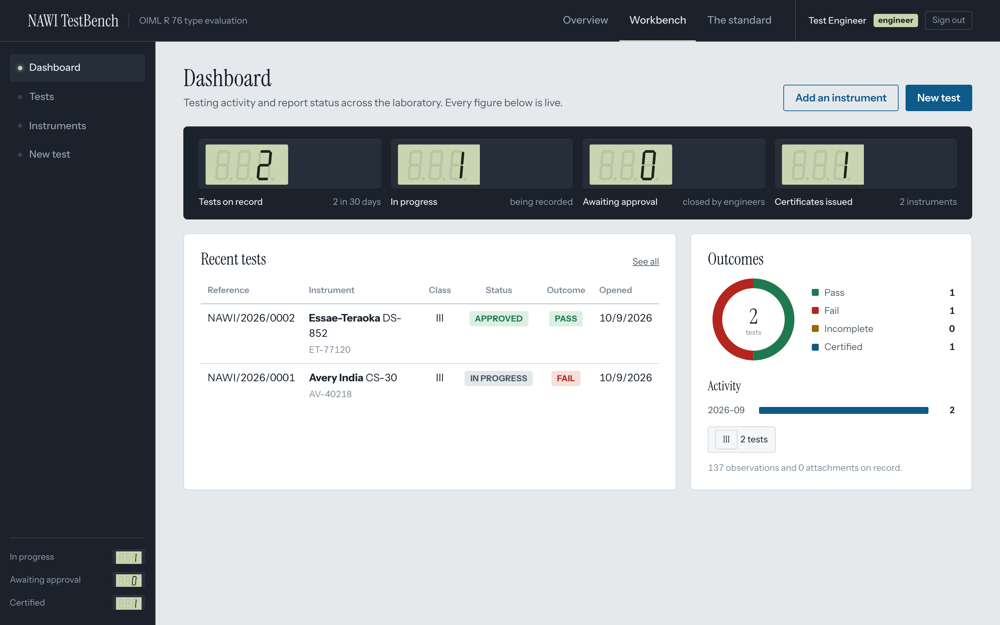 NAWI TestBench
OIML R 76 type evaluation
Overview
Workbench
The standard
Test Engineer
engineer
Sign out
Dashboard
Tests
Instruments
New test
In progress 1
Awaiting approval 0
Certified 1
Dashboard
Testing activity and report status across the laboratory. Every figure below is live.
Add an instrument
New test
2
Tests on record 2 in 30 days
1
In progress being recorded
0
Awaiting approval closed by engineers
1
Certificates issued 2 instruments
Recent tests
See all
Reference Instrument Class Status Outcome Opened
NAWI/2026/0002 Essae-Teraoka DS- III APPROVED PASS 10/9/2026
852
ET-77120
NAWI/2026/0001 Avery India CS-30 III IN PROGRESS FAIL 10/9/2026
AV-40218
Outcomes
2
tests
Pass 1
Fail 1
Incomplete 0
Certified 1
Activity
2026-09 2
III 2 tests
137 observations and 0 attachments on record.